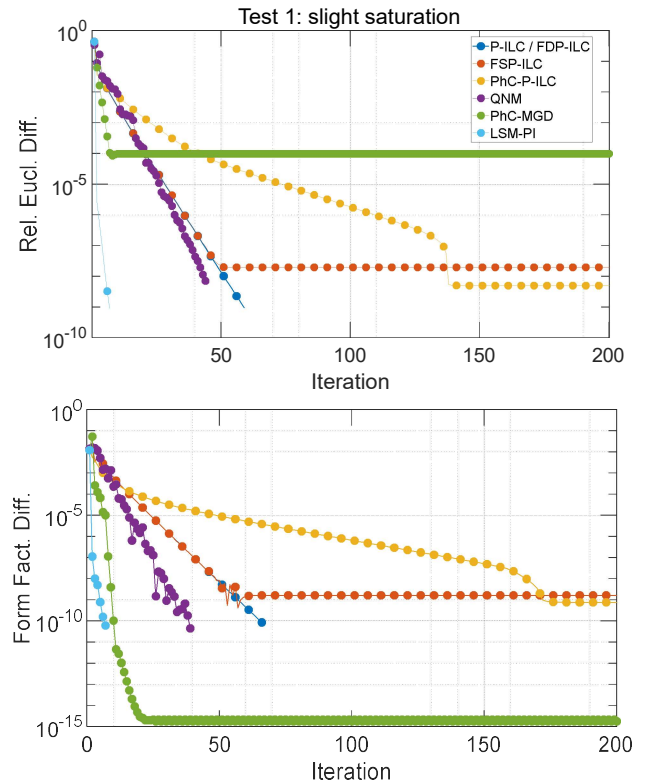 Test 1: slight saturation
10^0
10^-5
10^-10
Rel. Eucl. Diff.
P-ILC / FDP-ILC
FSP-ILC
PhC-P-ILC
QNM
PhC-MGD
LSM-PI
50
100
150
200
Iteration
10^0
10^-5
10^-10
10^-15
Form Fact. Diff.
0
50
100
150
200
Iteration